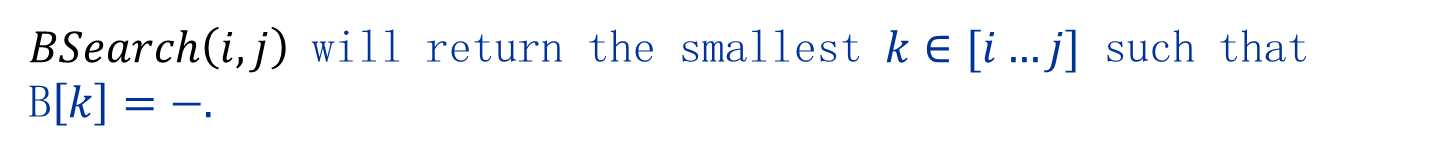 BSearch(i, j) will return the smallest k ∈ [i … j] such that
B[k] = −.